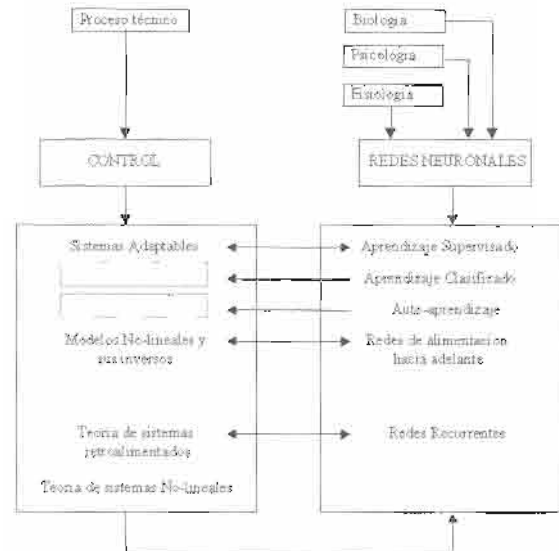 Proceso técnico
Biología
Psicología
Fisiología
CONTROL
REDES NEURONALES
Sistemas Adaptables
Modelos No-lineales y
sus inversos
Teoría de sistemas
retroalimentados
Teoría de sistemas No-lineales
Aprendizaje Supervisado
Aprendizaje Clasificado
Auto-aprendizaje
Redes de alimentacion
hacia adelante
Redes Recurrentes